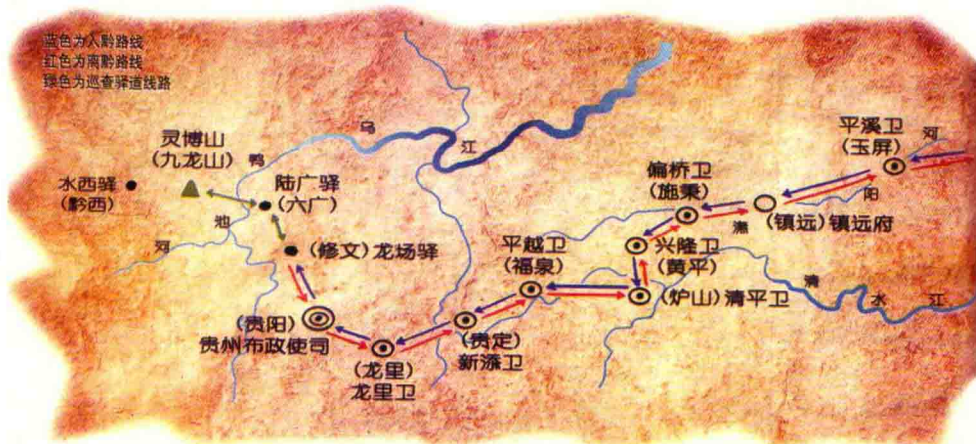 蓝色为入黔路线
红色为离黔路线
绿色为巡查驿道线路
乌
江
平溪卫
(玉屏)
河
灵博山
(九龙山)
鸭
偏桥卫
(施秉)
水西驿
(黔西)
陆广驿
(六广)
阳
池
㵲
(镇远)镇远府
河
(修文)龙场驿
平越卫
(福泉)
兴隆卫
(黄平)
清
(炉山)清平卫
水
江
(贵阳)
贵州布政使司
(贵定)
新添卫
(龙里)
龙里卫